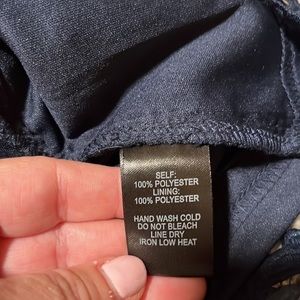 SELF:
100% POLYESTER
LINING:
100% POLYESTER
HAND WASH COLD
DO NOT BLEACH
LINE DRY
IRON LOW HEAT